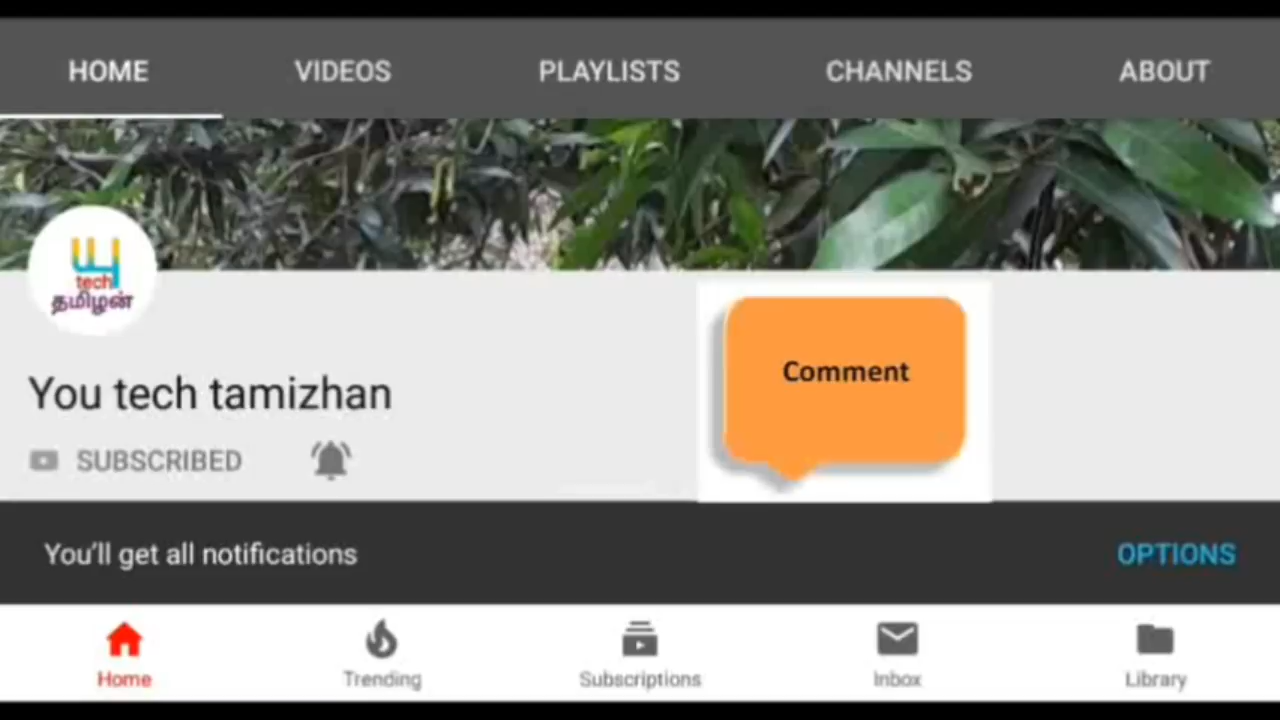 HOME VIDEOS PLAYLISTS CHANNELS ABOUT
tech
தமிழன்
You tech tamizhan
SUBSCRIBED
Comment
You'll get all notifications OPTIONS
Home Trending Subscriptions Inbox Library